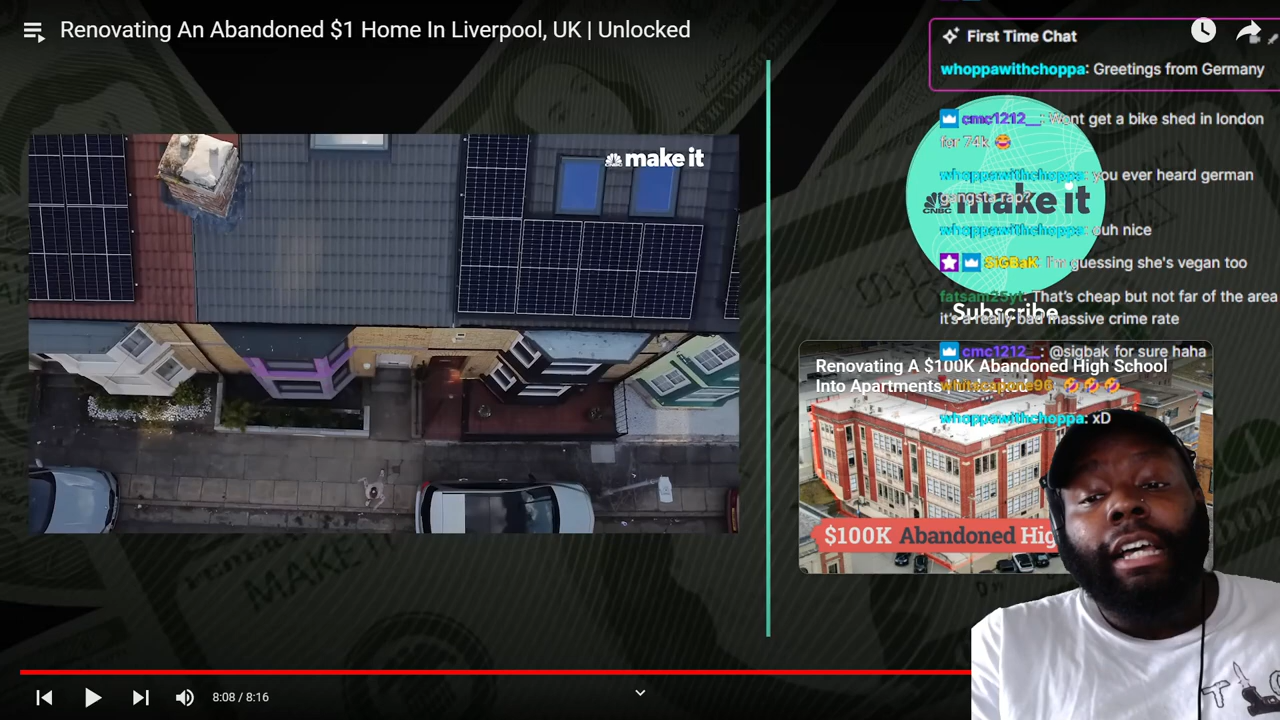 Renovating An Abandoned $1 Home In Liverpool, UK | Unlocked
make it
First Time Chat
whoppawithchoppa: Greetings from Germany
cmc1212__: Wont get a bike shed in london
for 74k 🤣
whoppawithchoppa: you ever heard german
gangsta rap?
CNBC make it
whoppawithchoppa: ouh nice
SiGBaK: I'm guessing she's vegan too
fatsam25yt: That's cheap but not far of the area
it's a really bad massive crime rate
Subscribe
cmc1212__: @sigbak for sure haha
Renovating A $100K Abandoned High School
Into Apartments
🤣🤣🤣
whoppawithchoppa: xD
$100K Abandoned Hig
MAKE
8:08 / 8:16